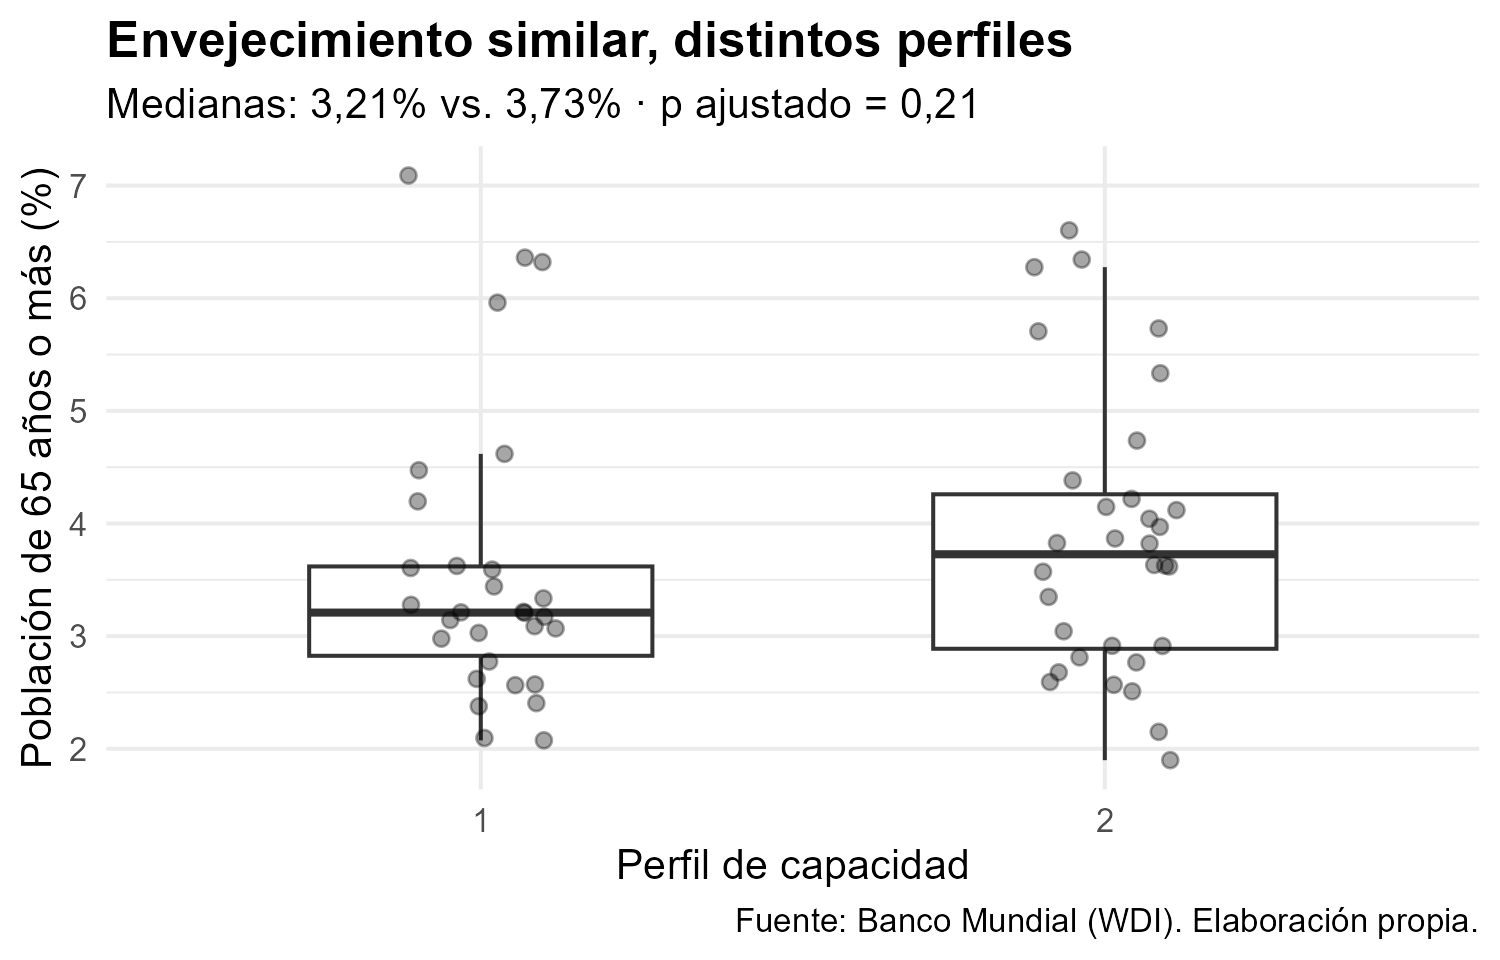 Envejecimiento similar, distintos perfiles
Medianas: 3,21% vs. 3,73% · p ajustado = 0,21
Población de 65 años o más (%)
7
6
5
4
3
2
1
2
Perfil de capacidad
Fuente: Banco Mundial (WDI). Elaboración propia.